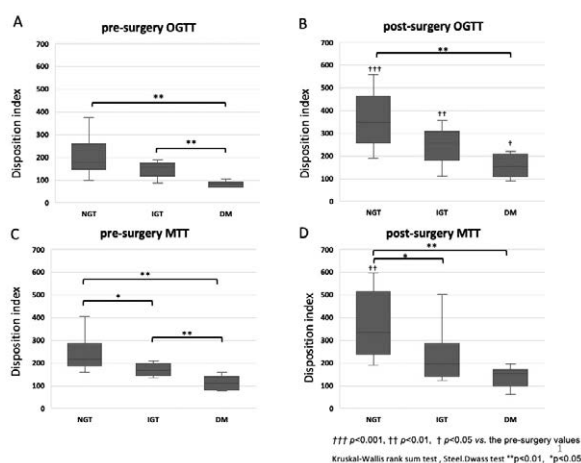 A
pre-surgery OGTT
Disposition index
700
600
500
400
300
200
100
0
**
**
NGT IGT DM
B
post-surgery OGTT
Disposition index
700
600
500
400
300
200
100
0
**
†††
††
†
NGT IGT DM
C
pre-surgery MTT
Disposition index
700
600
500
400
300
200
100
0
**
*
**
NGT IGT DM
D
post-surgery MTT
Disposition index
700
600
500
400
300
200
100
0
**
*
††
NGT IGT DM
††† p<0.001, †† p<0.01, † p<0.05 vs. the pre-surgery values
1
Kruskal-Wallis rank sum test , Steel.Dwass test **p<0.01, *p<0.05